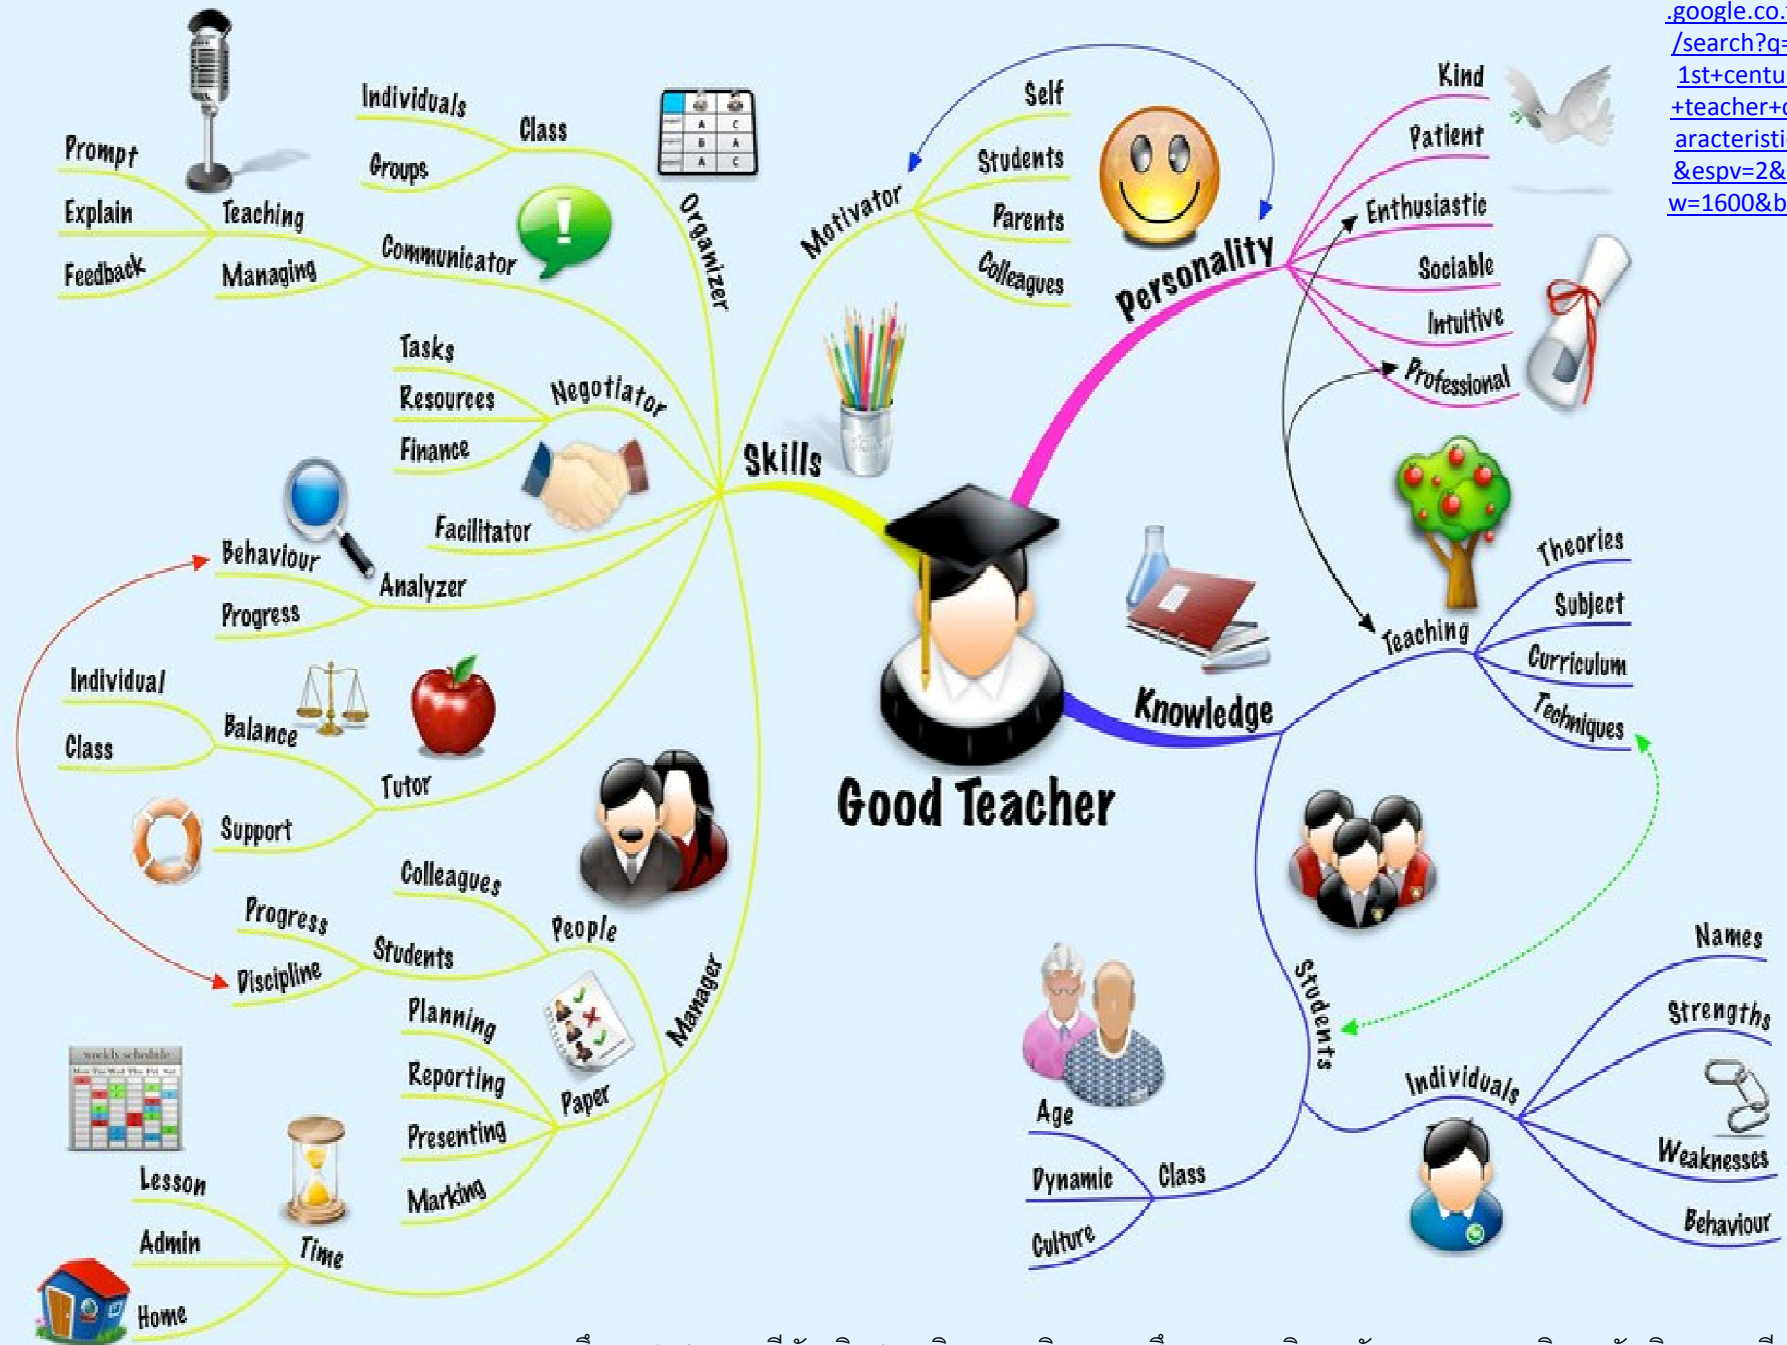 .google.co.
/search?q=
1st+centu
+teacher+c
aracteristi
&espv=2&
w=1600&b
Good Teacher
Skills
Organizer
Class
Individuals
Groups
Communicator
Teaching
Prompt
Explain
Feedback
Managing
Negotiator
Tasks
Resources
Finance
Facilitator
Analyzer
Behaviour
Progress
Tutor
Balance
Individual
Class
Support
Manager
People
Colleagues
Students
Progress
Discipline
Paper
Planning
Reporting
Presenting
Marking
Time
Lesson
Admin
Home
weekly schedule
Motivator
Self
Students
Parents
Colleagues
Personality
Kind
Patient
Enthusiastic
Sociable
Intuitive
Professional
Knowledge
Teaching
Theories
Subject
Curriculum
Techniques
Students
Individuals
Names
Strengths
Weaknesses
Behaviour
Class
Age
Dynamic
Culture
A C
B A
A C